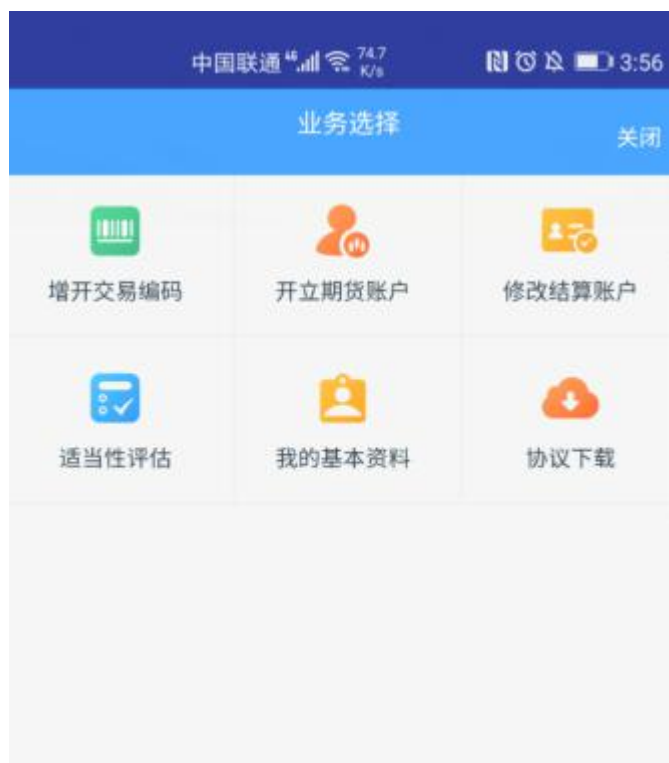 中国联通 46 74.7 K/s 3:56
业务选择 关闭
增开交易编码 开立期货账户 修改结算账户
适当性评估 我的基本资料 协议下载